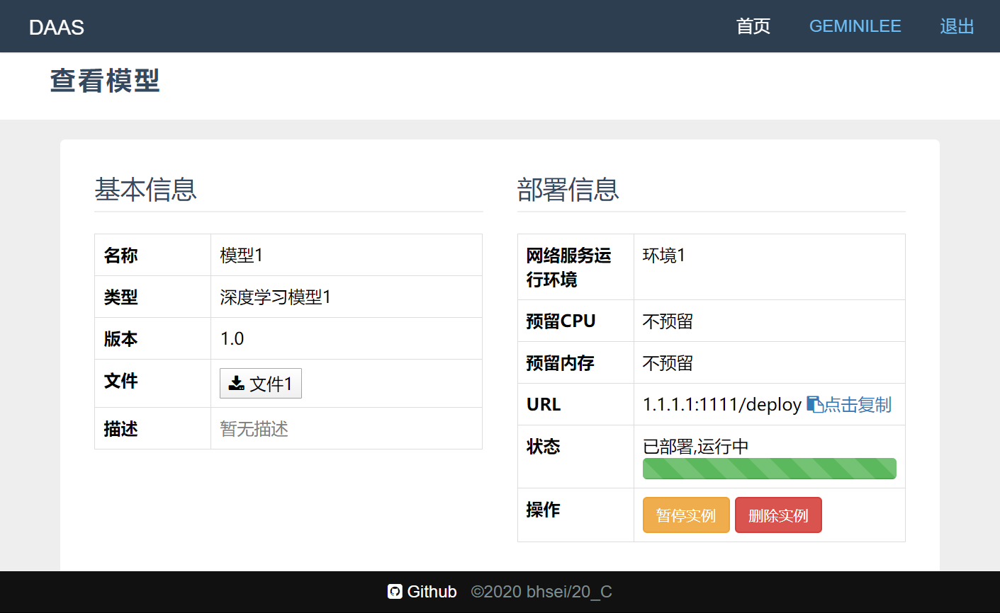 DAAS 首页 GEMINILEE 退出
查看模型
基本信息
名称 模型1
类型 深度学习模型1
版本 1.0
文件 文件1
描述 暂无描述
部署信息
网络服务运 环境1
行环境
预留CPU 不预留
预留内存 不预留
URL 1.1.1.1:1111/deploy 点击复制
状态 已部署,运行中
操作 暂停实例 删除实例
Github ©2020 bhsei/20_C